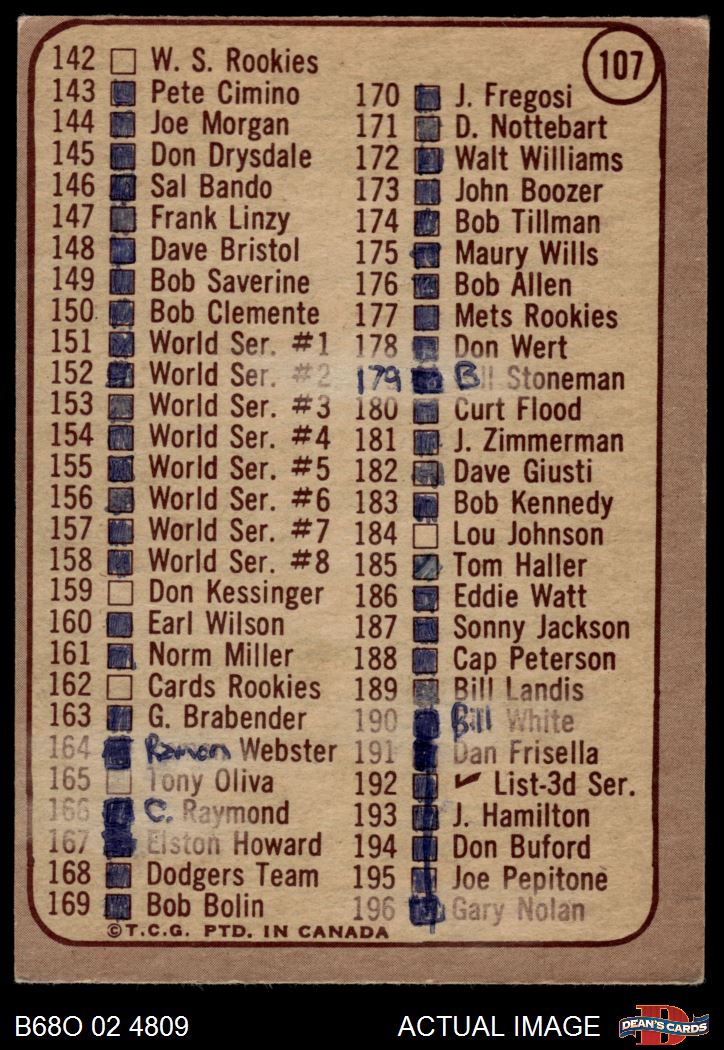 107
142 W. S. Rookies
143 Pete Cimino
144 Joe Morgan
145 Don Drysdale
146 Sal Bando
147 Frank Linzy
148 Dave Bristol
149 Bob Saverine
150 Bob Clemente
151 World Ser. #1
152 World Ser. #2
153 World Ser. #3
154 World Ser. #4
155 World Ser. #5
156 World Ser. #6
157 World Ser. #7
158 World Ser. #8
159 Don Kessinger
160 Earl Wilson
161 Norm Miller
162 Cards Rookies
163 G. Brabender
164 Ramon Webster
165 Tony Oliva
166 C. Raymond
167 Elston Howard
168 Dodgers Team
169 Bob Bolin
170 J. Fregosi
171 D. Nottebart
172 Walt Williams
173 John Boozer
174 Bob Tillman
175 Maury Wills
176 Bob Allen
177 Mets Rookies
178 Don Wert
179 Bill Stoneman
180 Curt Flood
181 J. Zimmerman
182 Dave Giusti
183 Bob Kennedy
184 Lou Johnson
185 Tom Haller
186 Eddie Watt
187 Sonny Jackson
188 Cap Peterson
189 Bill Landis
190 Bill White
191 Dan Frisella
192 ✔ List-3d Ser.
193 J. Hamilton
194 Don Buford
195 Joe Pepitone
196 Gary Nolan
©T.C.G. PTD. IN CANADA
B68O 02 4809
ACTUAL IMAGE
D
DEAN'S CARDS